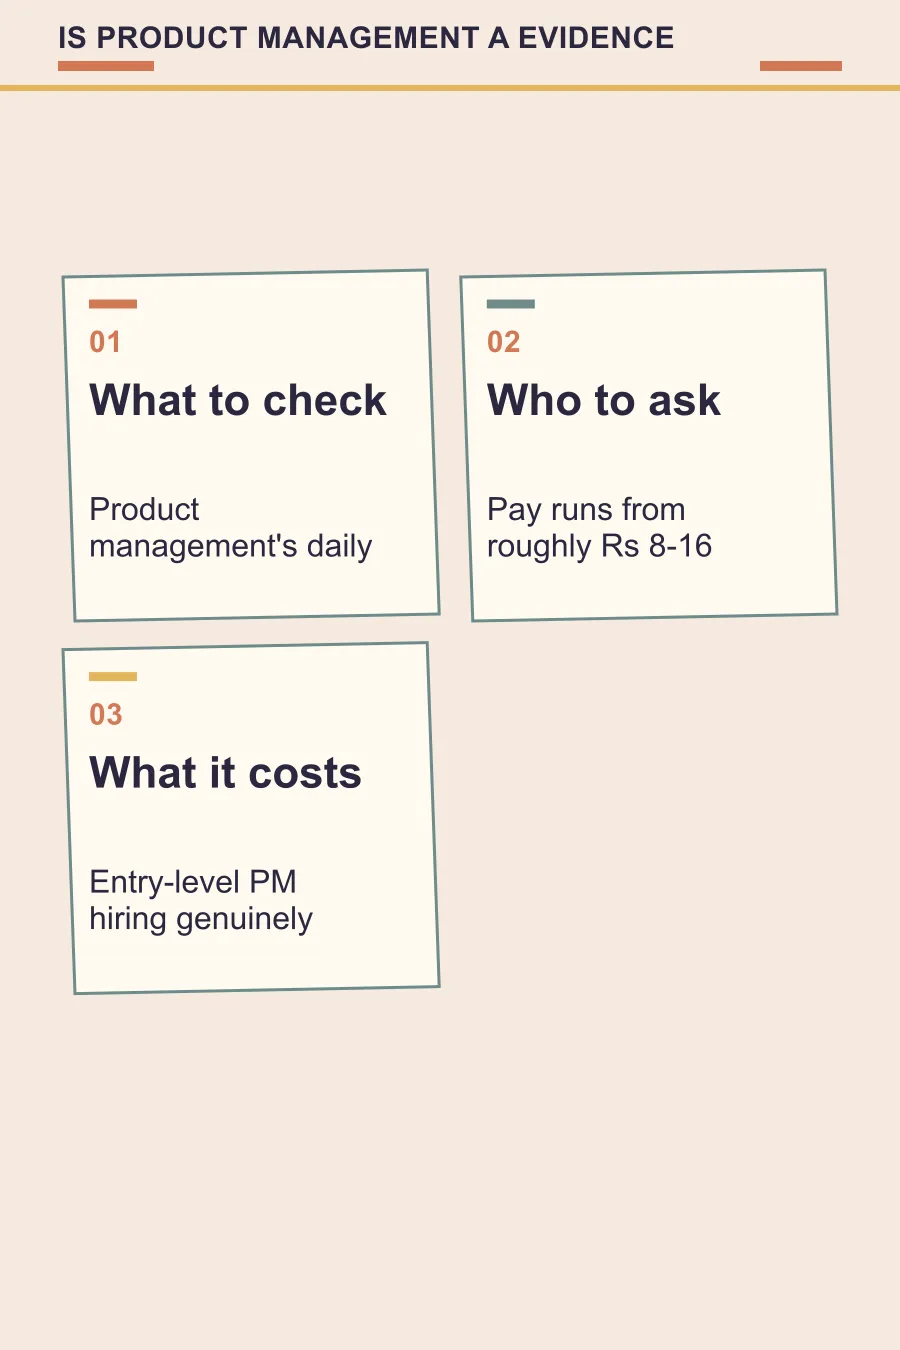 IS PRODUCT MANAGEMENT A EVIDENCE
01
What to check
Product
management's daily
02
Who to ask
Pay runs from
roughly Rs 8-16
03
What it costs
Entry-level PM
hiring genuinely